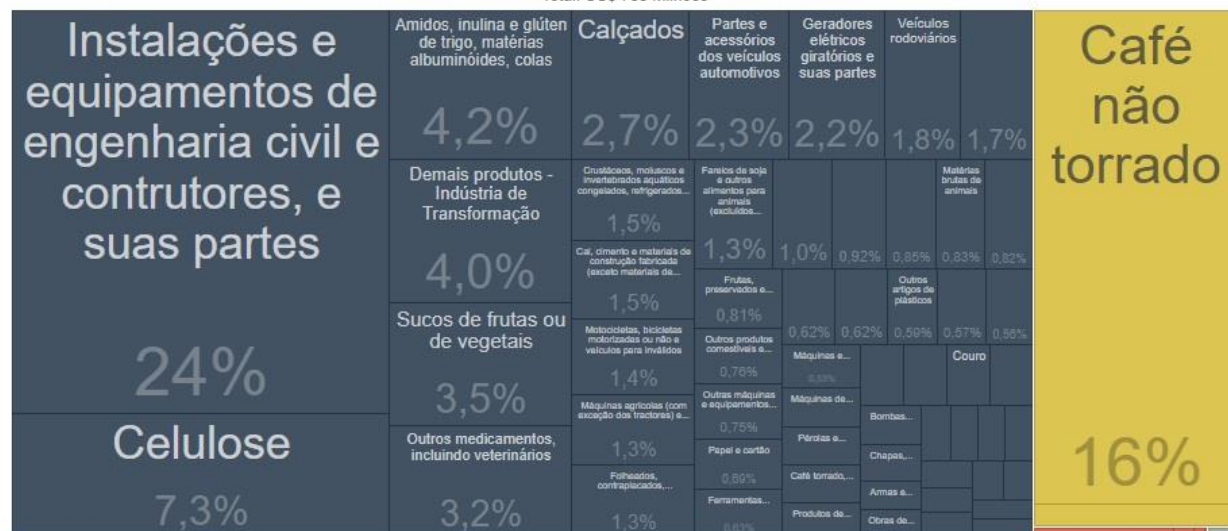 Instalações e
equipamentos de
engenharia civil e
contrutores, e
suas partes
24%
Celulose
7,3%
Amidos, inulina e glúten
de trigo, matérias
albuminóides, colas
4,2%
Demais produtos -
Indústria de
Transformação
4,0%
Sucos de frutas ou
de vegetais
3,5%
Outros medicamentos,
incluindo veterinários
3,2%
Calçados
2,7%
Crustáceos, moluscos e
invertebrados aquáticos
congelados, refrigerados...
1,5%
Cal, cimento e materiais de
construção fabricada
(exceto materiais de...
1,5%
Motocicletas, bicicletas
motorizadas ou não e
veículos para inválidos
1,4%
Máquinas agrícolas (com
exceção dos tractores) e...
1,3%
Folheados,
contraplacados,...
1,3%
Partes e
acessórios
dos veículos
automotivos
2,3%
Geradores
elétricos
giratórios e
suas partes
2,2%
Veículos
rodoviários
1,8%
1,7%
Farelos de soja
e outros
alimentos para
animais
(excluídos...
1,3%
1,0%
0,92%
0,85%
Matérias
brutas de
animais
0,83%
0,82%
Frutas,
preservados e...
0,81%
Outros produtos
comestíveis e...
0,76%
Outras máquinas
e equipamentos...
0,75%
Papel e cartão
0,69%
Ferramentas...
0,63%
0,62%
0,62%
Outros
artigos de
plásticos
0,59%
0,57%
0,56%
Máquinas e...
0,53%
Máquinas de...
Pérolas e...
Café torrado,...
Produtos de...
Couro
Bombas...
Chapas,...
Armas e...
Obras de...
Café
não
torrado
16%